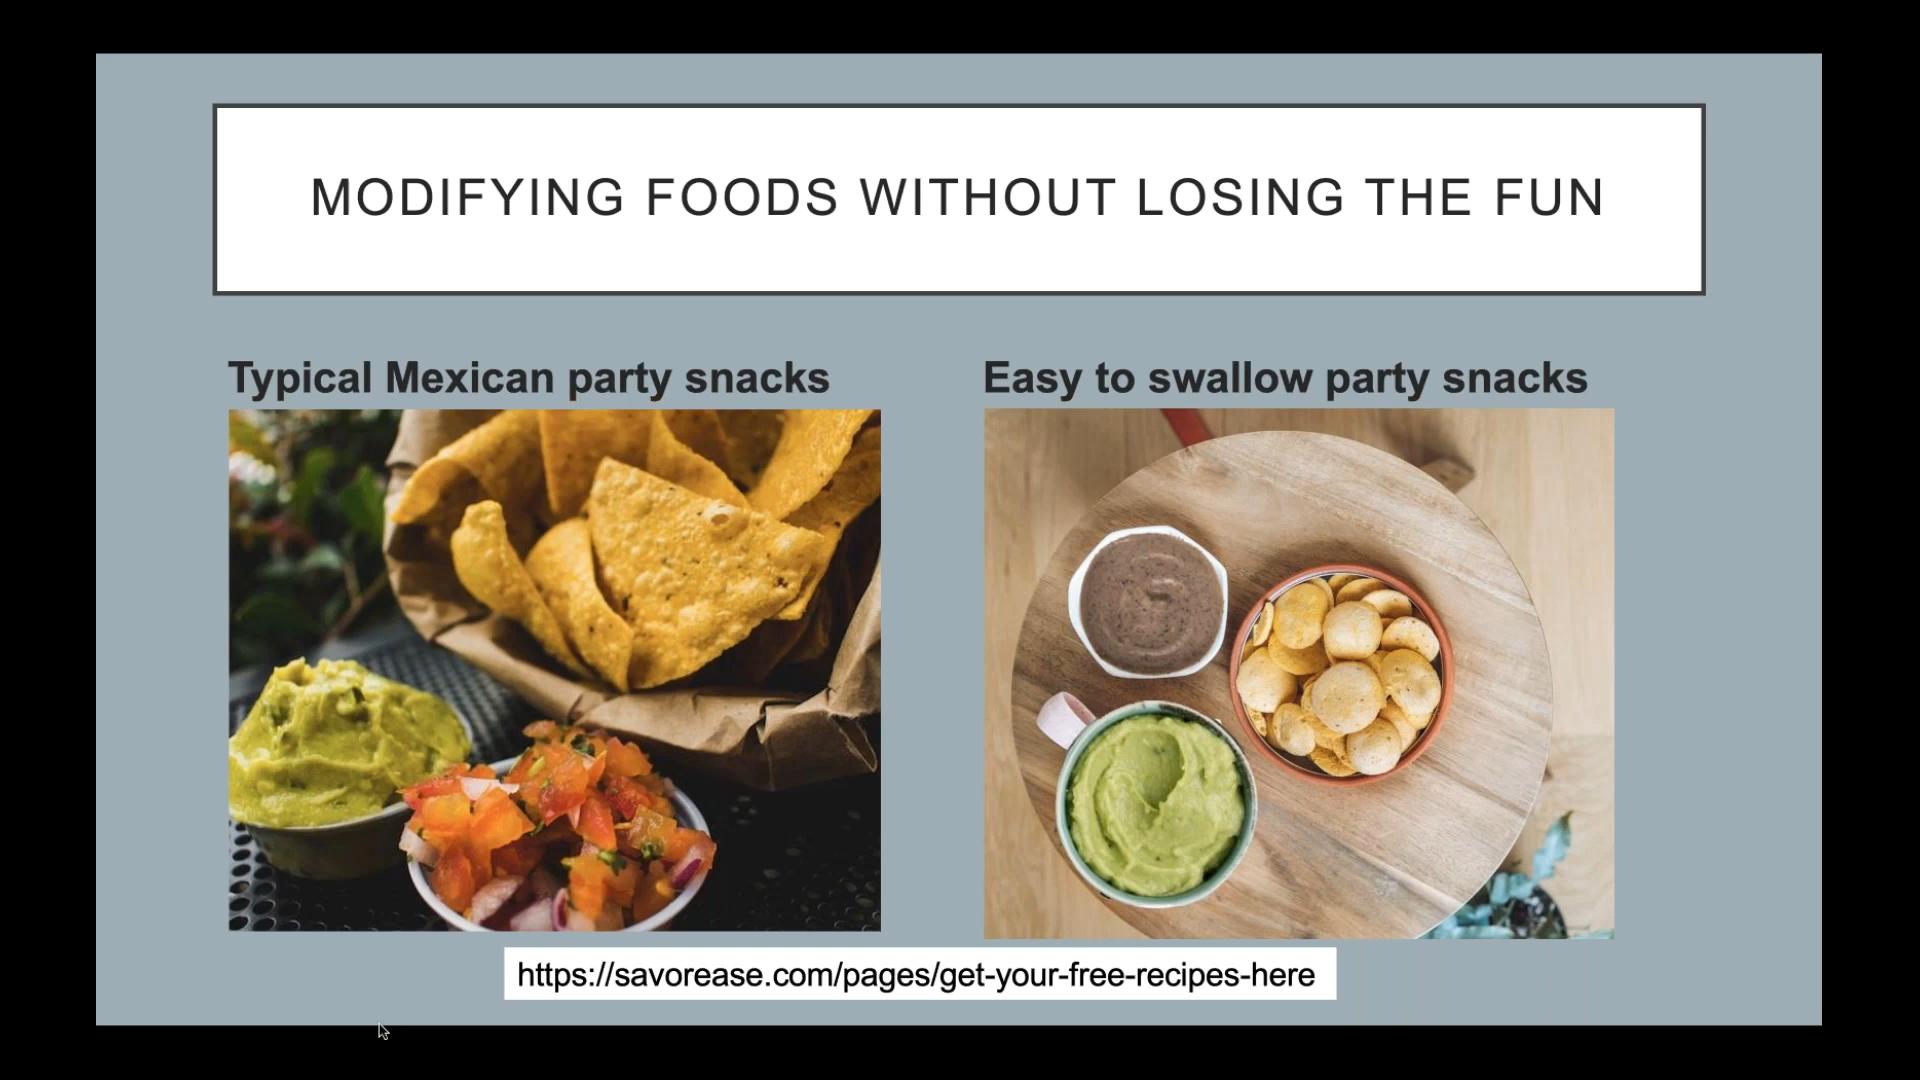 MODIFYING FOODS WITHOUT LOSING THE FUN
Typical Mexican party snacks
Easy to swallow party snacks
https://savorease.com/pages/get-your-free-recipes-here